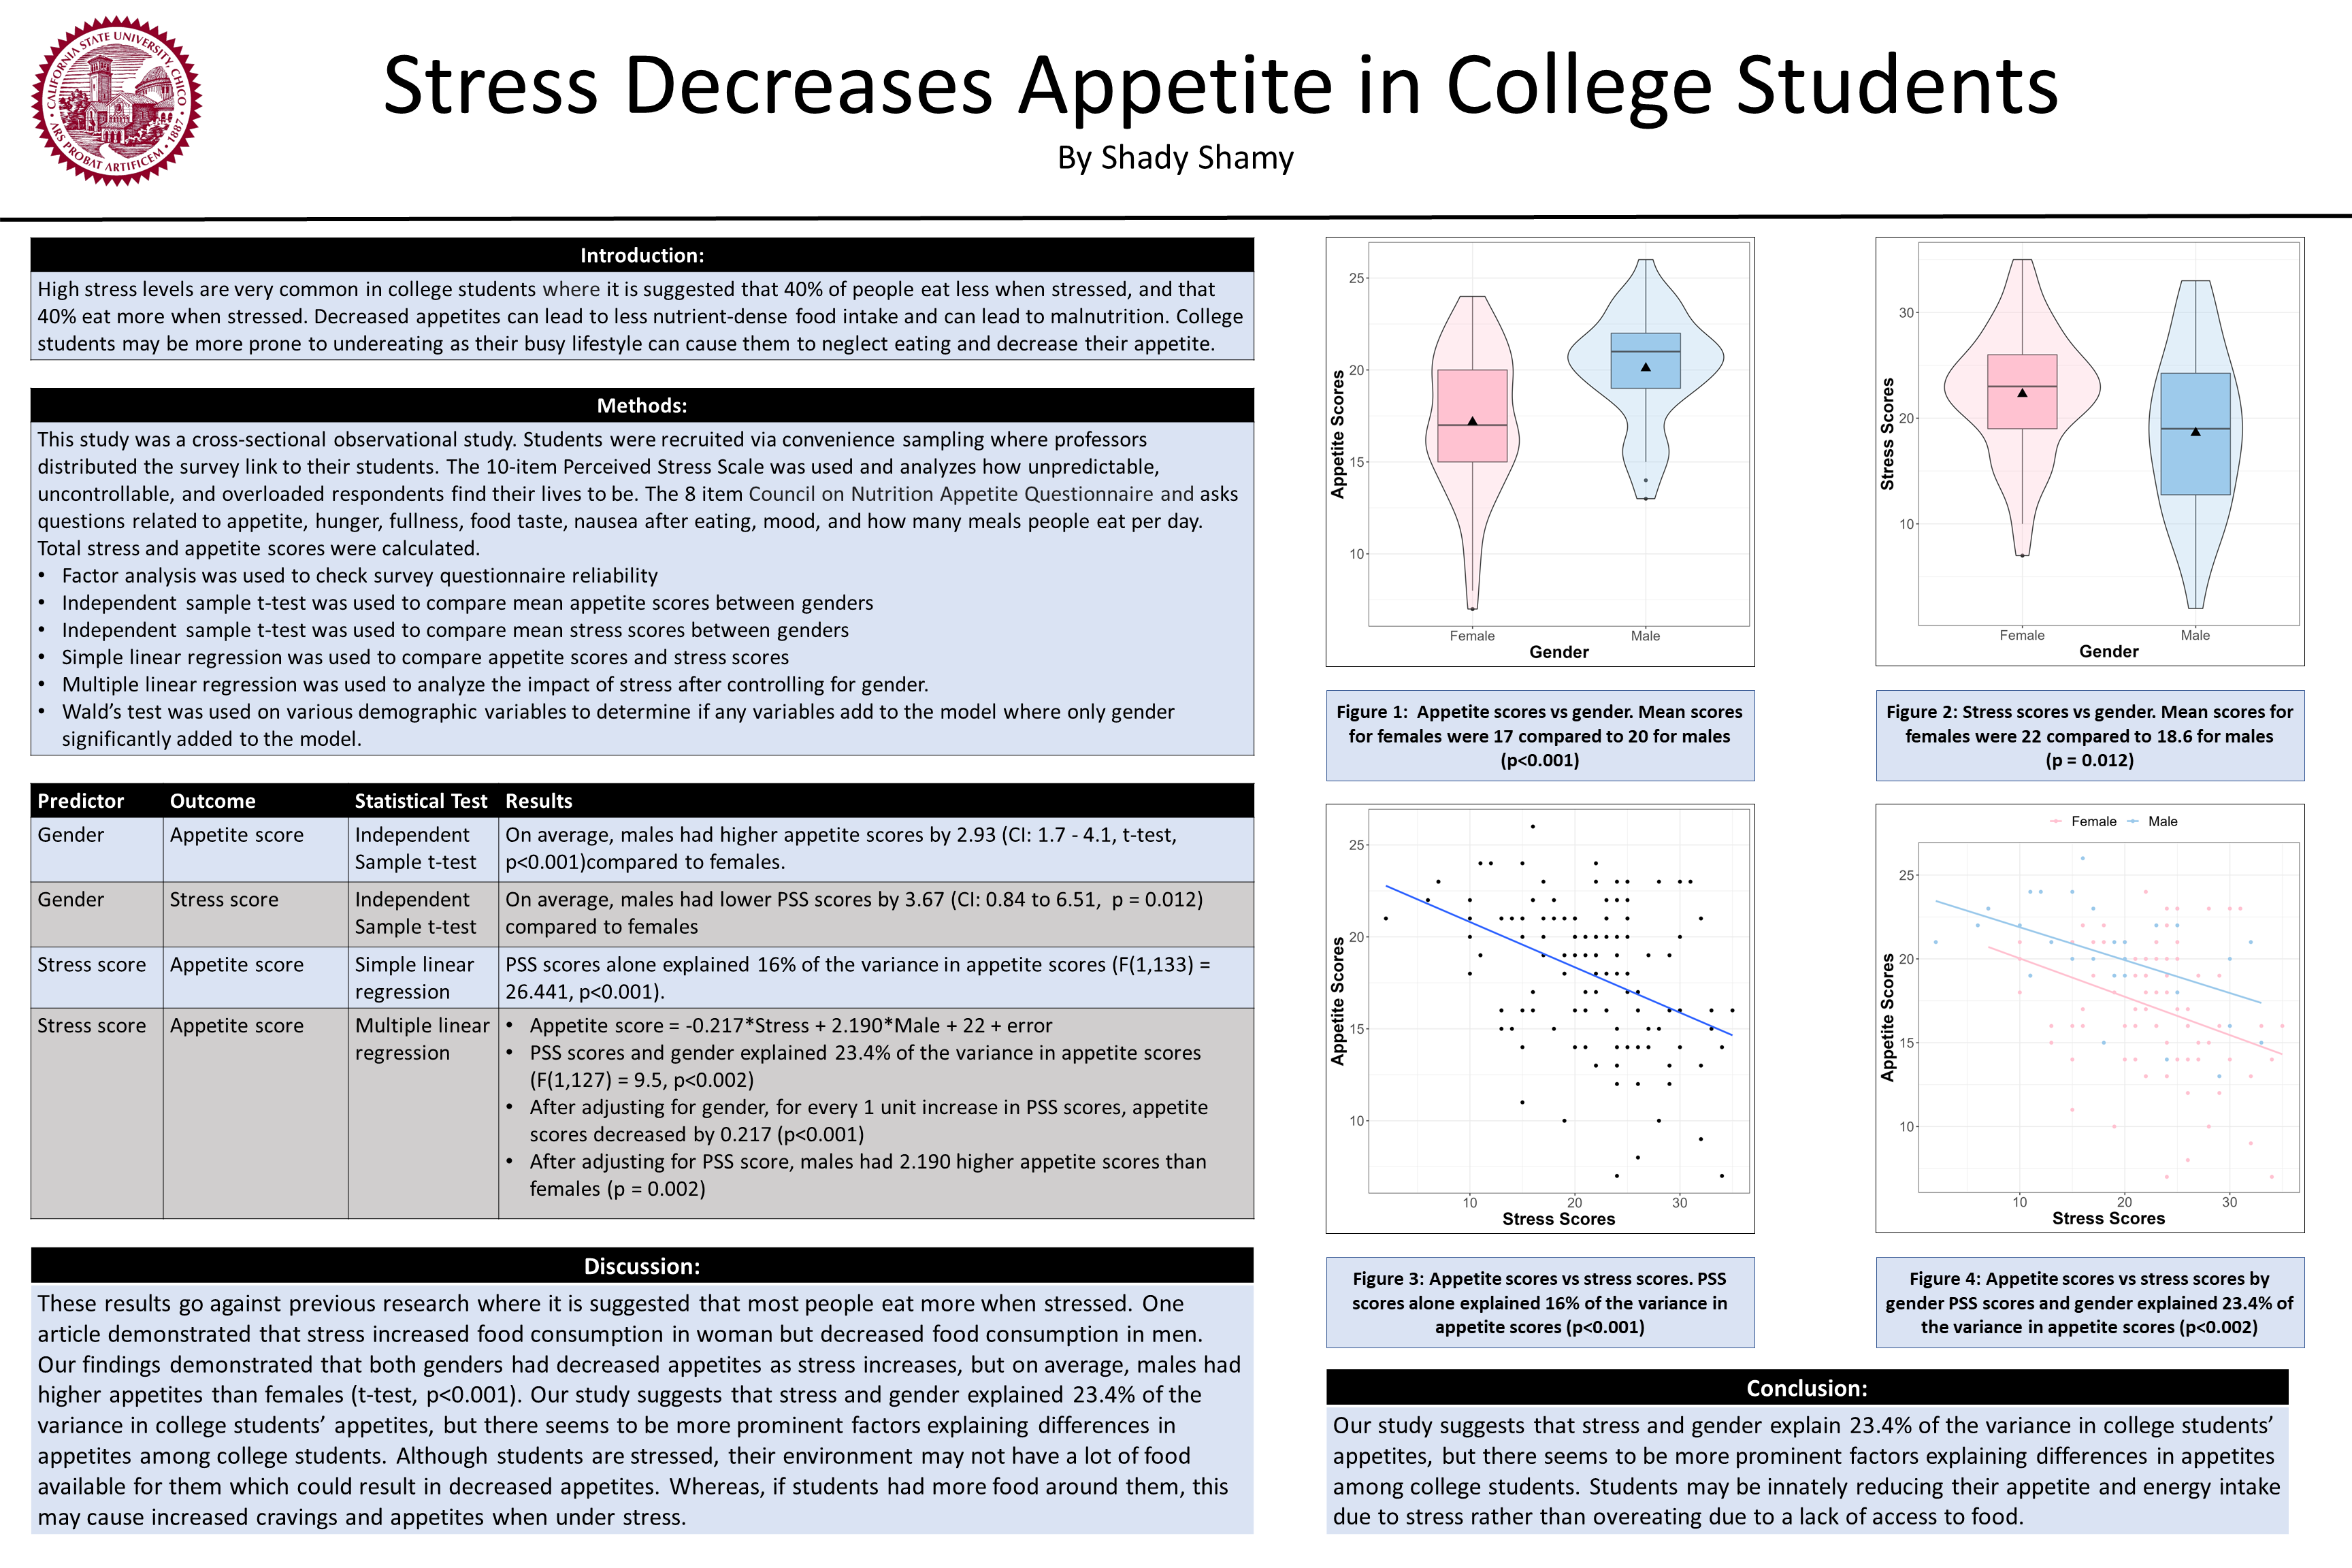 CALIFORNIA STATE UNIVERSITY, CHICO
ARS PROBAT ARTIFICEM • 1887 •
Stress Decreases Appetite in College Students
By Shady Shamy
Introduction:
High stress levels are very common in college students where it is suggested that 40% of people eat less when stressed, and that
40% eat more when stressed. Decreased appetites can lead to less nutrient-dense food intake and can lead to malnutrition. College
students may be more prone to undereating as their busy lifestyle can cause them to neglect eating and decrease their appetite.
Methods:
This study was a cross-sectional observational study. Students were recruited via convenience sampling where professors
distributed the survey link to their students. The 10-item Perceived Stress Scale was used and analyzes how unpredictable,
uncontrollable, and overloaded respondents find their lives to be. The 8 item Council on Nutrition Appetite Questionnaire and asks
questions related to appetite, hunger, fullness, food taste, nausea after eating, mood, and how many meals people eat per day.
Total stress and appetite scores were calculated.
• Factor analysis was used to check survey questionnaire reliability
• Independent sample t-test was used to compare mean appetite scores between genders
• Independent sample t-test was used to compare mean stress scores between genders
• Simple linear regression was used to compare appetite scores and stress scores
• Multiple linear regression was used to analyze the impact of stress after controlling for gender.
• Wald's test was used on various demographic variables to determine if any variables add to the model where only gender
significantly added to the model.
Predictor Outcome Statistical Test Results
Gender Appetite score Independent On average, males had higher appetite scores by 2.93 (CI: 1.7 - 4.1, t-test,
Sample t-test p<0.001)compared to females.
Gender Stress score Independent On average, males had lower PSS scores by 3.67 (CI: 0.84 to 6.51, p = 0.012)
Sample t-test compared to females
Stress score Appetite score Simple linear PSS scores alone explained 16% of the variance in appetite scores (F(1,133) =
regression 26.441, p<0.001).
Stress score Appetite score Multiple linear • Appetite score = -0.217*Stress + 2.190*Male + 22 + error
regression • PSS scores and gender explained 23.4% of the variance in appetite scores
(F(1,127) = 9.5, p<0.002)
• After adjusting for gender, for every 1 unit increase in PSS scores, appetite
scores decreased by 0.217 (p<0.001)
• After adjusting for PSS score, males had 2.190 higher appetite scores than
females (p = 0.002)
Discussion:
These results go against previous research where it is suggested that most people eat more when stressed. One
article demonstrated that stress increased food consumption in woman but decreased food consumption in men.
Our findings demonstrated that both genders had decreased appetites as stress increases, but on average, males had
higher appetites than females (t-test, p<0.001). Our study suggests that stress and gender explained 23.4% of the
variance in college students' appetites, but there seems to be more prominent factors explaining differences in
appetites among college students. Although students are stressed, their environment may not have a lot of food
available for them which could result in decreased appetites. Whereas, if students had more food around them, this
may cause increased cravings and appetites when under stress.
Appetite Scores
25
20
15
10
Female Male
Gender
Figure 1: Appetite scores vs gender. Mean scores
for females were 17 compared to 20 for males
(p<0.001)
Stress Scores
30
20
10
Female Male
Gender
Figure 2: Stress scores vs gender. Mean scores for
females were 22 compared to 18.6 for males
(p = 0.012)
Appetite Scores
25
20
15
10
10 20 30
Stress Scores
Figure 3: Appetite scores vs stress scores. PSS
scores alone explained 16% of the variance in
appetite scores (p<0.001)
Female Male
Appetite Scores
25
20
15
10
10 20 30
Stress Scores
Figure 4: Appetite scores vs stress scores by
gender PSS scores and gender explained 23.4% of
the variance in appetite scores (p<0.002)
Conclusion:
Our study suggests that stress and gender explain 23.4% of the variance in college students'
appetites, but there seems to be more prominent factors explaining differences in appetites
among college students. Students may be innately reducing their appetite and energy intake
due to stress rather than overeating due to a lack of access to food.